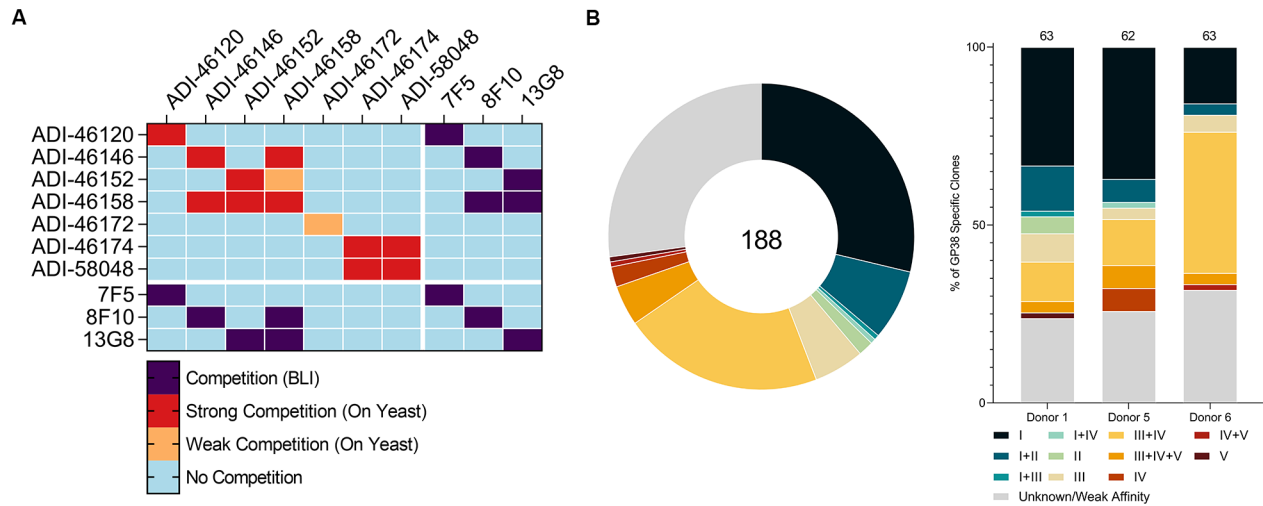 A
ADI-46120
ADI-46146
ADI-46152
ADI-46158
ADI-46172
ADI-46174
ADI-58048
7F5
8F10
13G8
ADI-46120
ADI-46146
ADI-46152
ADI-46158
ADI-46172
ADI-46174
ADI-58048
7F5
8F10
13G8
Competition (BLI)
Strong Competition (On Yeast)
Weak Competition (On Yeast)
No Competition
B
188
% of GP38 Specific Clones
100
50
0
63 62 63
Donor 1 Donor 5 Donor 6
I I+IV III+IV IV+V
I+II II III+IV+V V
I+III III IV
Unknown/Weak Affinity